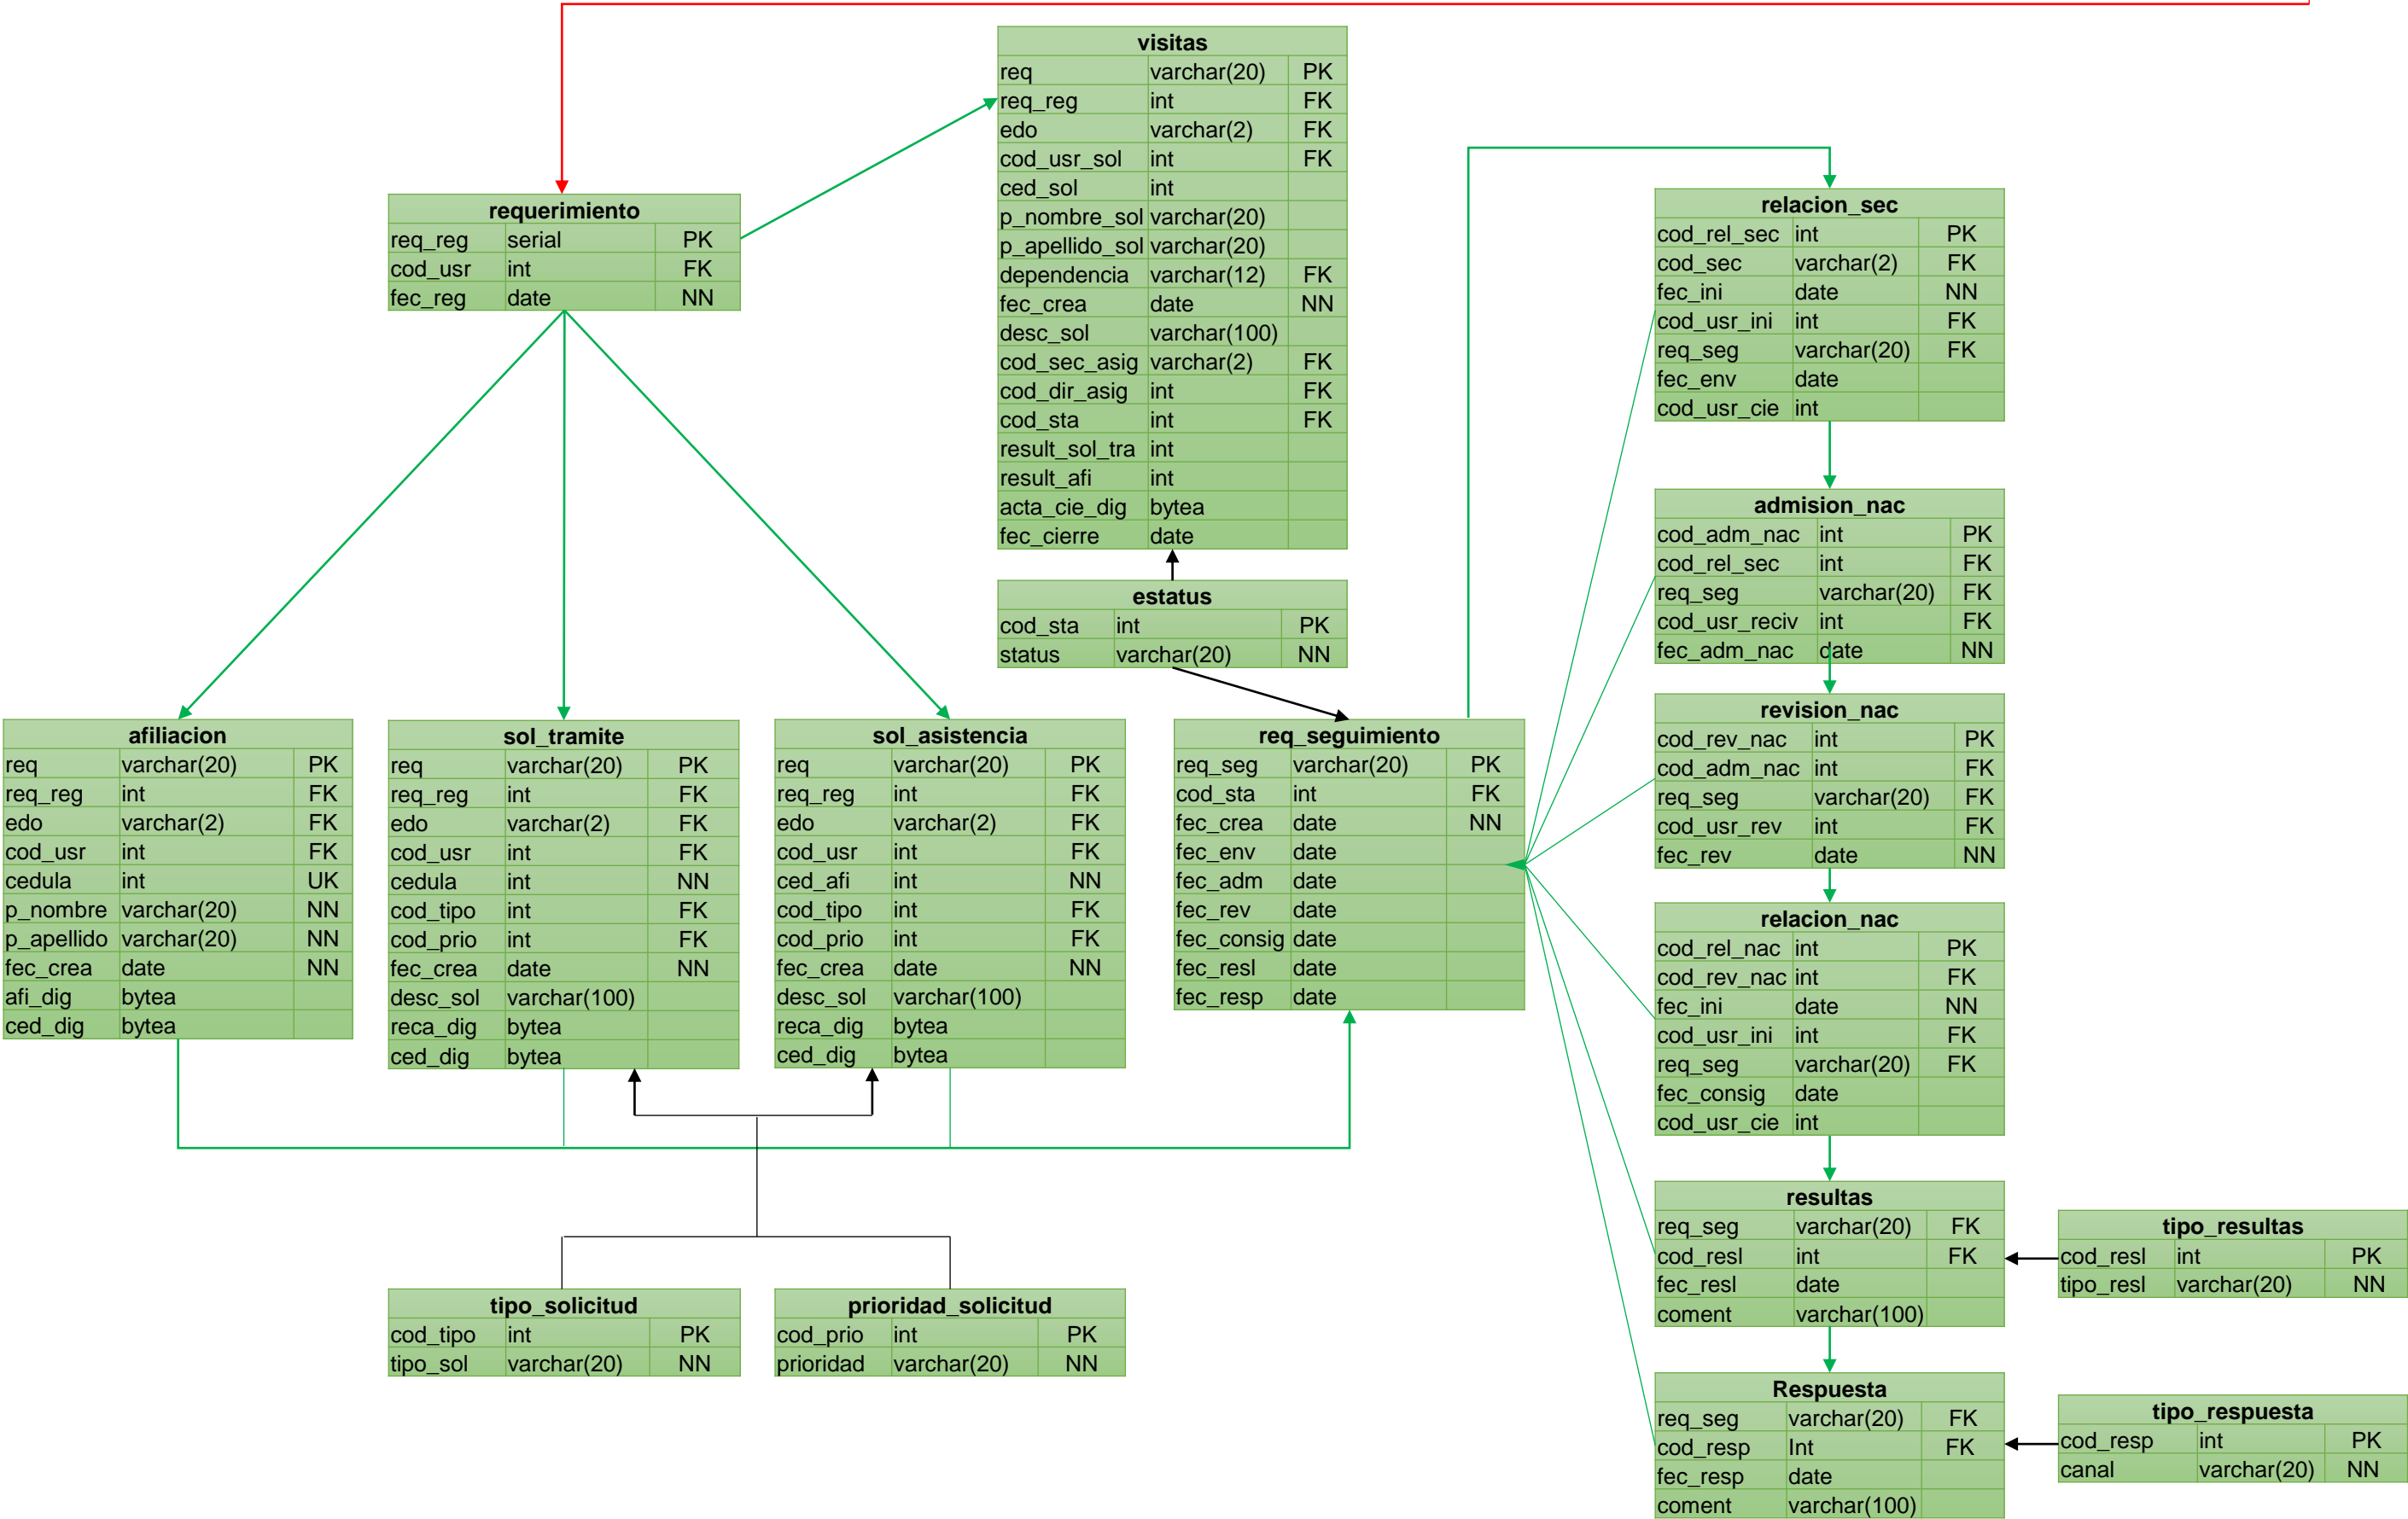 visitas
req varchar(20) PK
req_reg int FK
edo varchar(2) FK
cod_usr_sol int FK
ced_sol int
p_nombre_sol varchar(20)
p_apellido_sol varchar(20)
dependencia varchar(12) FK
fec_crea date NN
desc_sol varchar(100)
cod_sec_asig varchar(2) FK
cod_dir_asig int FK
cod_sta int FK
result_sol_tra int
result_afi int
acta_cie_dig bytea
fec_cierre date
requerimiento
req_reg serial PK
cod_usr int FK
fec_reg date NN
relacion_sec
cod_rel_sec int PK
cod_sec varchar(2) FK
fec_ini date NN
cod_usr_ini int FK
req_seg varchar(20) FK
fec_env date
cod_usr_cie int
admision_nac
cod_adm_nac int PK
cod_rel_sec int FK
req_seg varchar(20) FK
cod_usr_reciv int FK
fec_adm_nac date NN
estatus
cod_sta int PK
status varchar(20) NN
revision_nac
cod_rev_nac int PK
cod_adm_nac int FK
req_seg varchar(20) FK
cod_usr_rev int FK
fec_rev date NN
afiliacion
req varchar(20) PK
req_reg int FK
edo varchar(2) FK
cod_usr int FK
cedula int UK
p_nombre varchar(20) NN
p_apellido varchar(20) NN
fec_crea date NN
afi_dig bytea
ced_dig bytea
sol_tramite
req varchar(20) PK
req_reg int FK
edo varchar(2) FK
cod_usr int FK
cedula int NN
cod_tipo int FK
cod_prio int FK
fec_crea date NN
desc_sol varchar(100)
reca_dig bytea
ced_dig bytea
sol_asistencia
req varchar(20) PK
req_reg int FK
edo varchar(2) FK
cod_usr int FK
ced_afi int NN
cod_tipo int FK
cod_prio int FK
fec_crea date NN
desc_sol varchar(100)
reca_dig bytea
ced_dig bytea
req_seguimiento
req_seg varchar(20) PK
cod_sta int FK
fec_crea date NN
fec_env date
fec_adm date
fec_rev date
fec_consig date
fec_resl date
fec_resp date
relacion_nac
cod_rel_nac int PK
cod_rev_nac int FK
fec_ini date NN
cod_usr_ini int FK
req_seg varchar(20) FK
fec_consig date
cod_usr_cie int
resultas
req_seg varchar(20) FK
cod_resl int FK
fec_resl date
coment varchar(100)
tipo_resultas
cod_resl int PK
tipo_resl varchar(20) NN
tipo_solicitud
cod_tipo int PK
tipo_sol varchar(20) NN
prioridad_solicitud
cod_prio int PK
prioridad varchar(20) NN
Respuesta
req_seg varchar(20) FK
cod_resp Int FK
fec_resp date
coment varchar(100)
tipo_respuesta
cod_resp int PK
canal varchar(20) NN